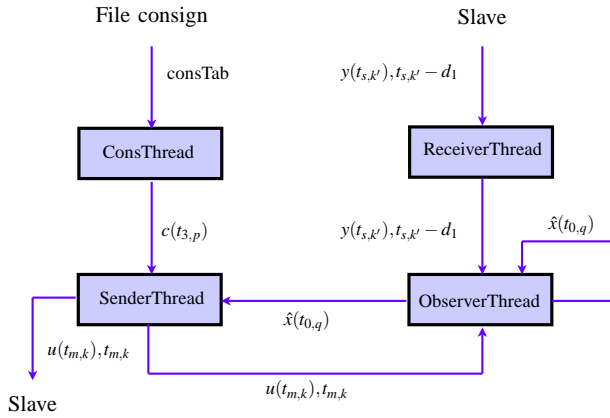 File consign
Slave
consTab
y(t_{s,k'}), t_{s,k'} − d_1
ConsThread
ReceiverThread
c(t_{3,p})
y(t_{s,k'}), t_{s,k'} − d_1
x̂(t_{0,q})
SenderThread
ObserverThread
x̂(t_{0,q})
u(t_{m,k}), t_{m,k}
u(t_{m,k}), t_{m,k}
Slave